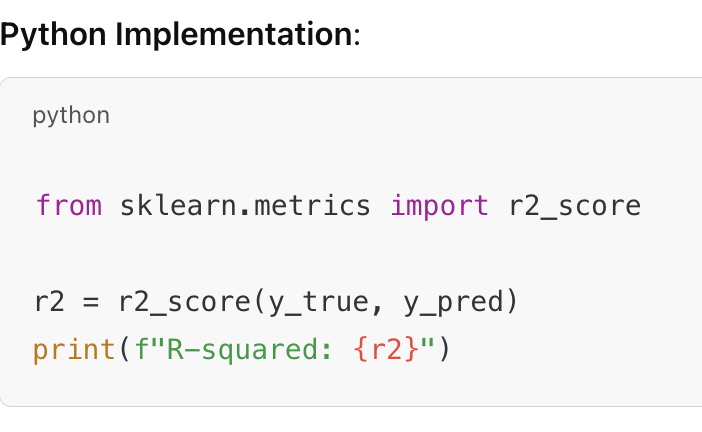 Python Implementation:
python
from sklearn.metrics import r2_score
r2 = r2_score(y_true, y_pred)
print(f"R-squared: {r2}")